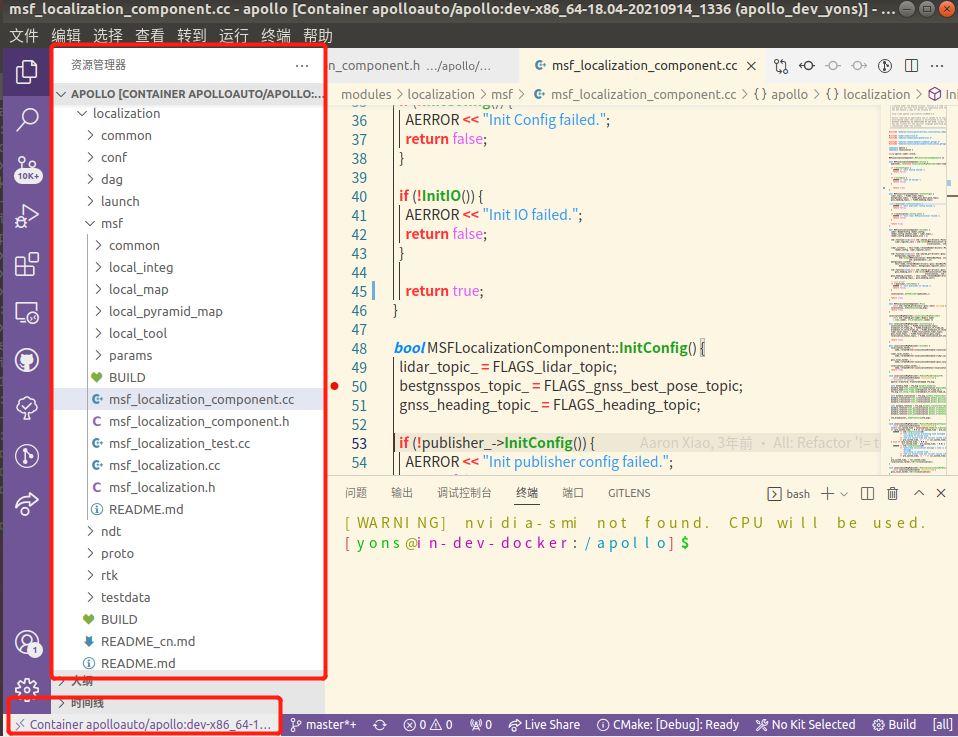 msf_localization_component.cc - apollo [Container apolloauto/apollo:dev-x86_64-18.04-20210914_1336 (apollo_dev_yons)] - ...
文件 编辑 选择 查看 转到 运行 终端 帮助
资源管理器
APOLLO [CONTAINER APOLLOAUTO/APOLLO:...
localization
common
conf
dag
launch
msf
common
local_integ
local_map
local_pyramid_map
local_tool
params
BUILD
msf_localization_component.cc
msf_localization_component.h
msf_localization_test.cc
msf_localization.cc
msf_localization.h
README.md
ndt
proto
rtk
testdata
BUILD
README_cn.md
README.md
大纲
时间线
10K+
1
n_component.h .../apollo/...
msf_localization_component.cc
modules > localization > msf > msf_localization_component.cc > {} apollo > {} localization >
36 AERROR << "Init Config failed.";
37 return false;
38 }
39
40 if (!InitIO()) {
41 AERROR << "Init IO failed.";
42 return false;
43 }
44
45 return true;
46 }
47
48 bool MSFLocalizationComponent::InitConfig() {
49 lidar_topic_ = FLAGS_lidar_topic;
50 bestgnsspos_topic_ = FLAGS_gnss_best_pose_topic;
51 gnss_heading_topic_ = FLAGS_heading_topic;
52
53 if (!publisher_->InitConfig()) { Aaron Xiao, 3年前 • All: Refactor '!= t
54 AERROR << "Init publisher config failed.";
问题 输出 调试控制台 终端 端口 GITLENS
bash
[WARNING] nvidia-smi not found. CPU will be used.
[yons@in-dev-docker:/apollo]$
Container apolloauto/apollo:dev-x86_64-1... master*+ 0 0 0 Live Share CMake: [Debug]: Ready No Kit Selected Build [all]